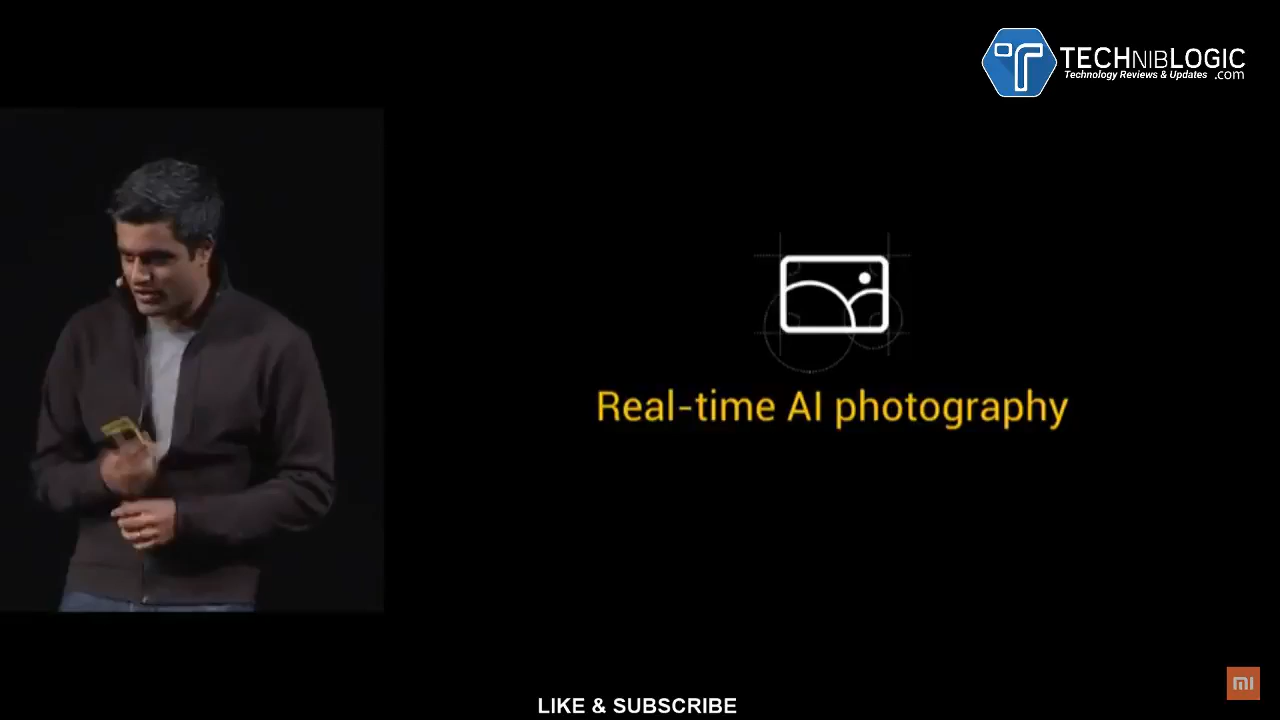 TECHNIBLOGIC
Technology Reviews & Updates .com
Real-time AI photography
MI
LIKE & SUBSCRIBE